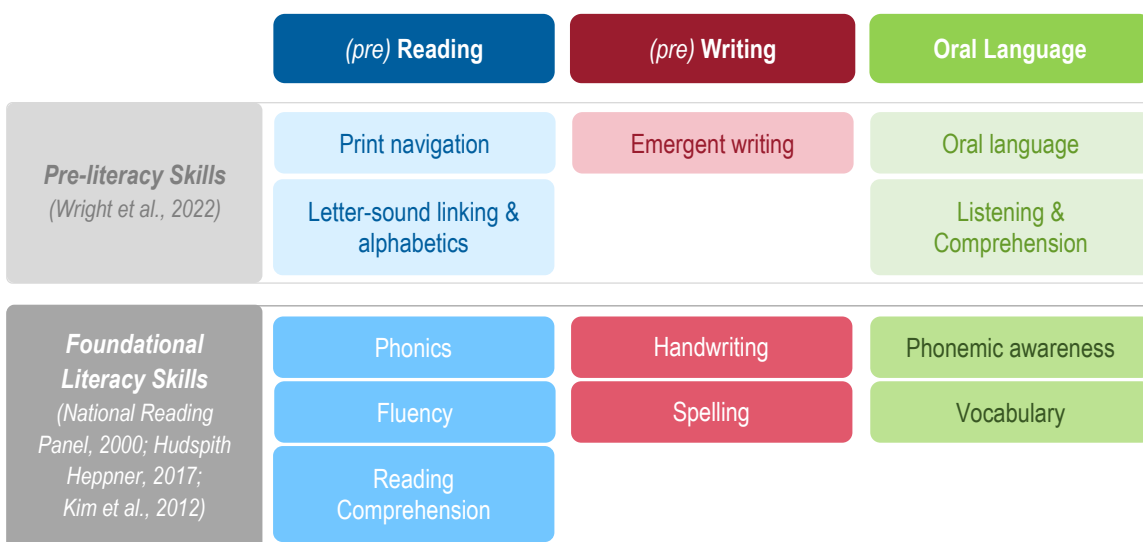 (pre) Reading
(pre) Writing
Oral Language
Pre-literacy Skills
(Wright et al., 2022)
Print navigation
Emergent writing
Oral language
Letter-sound linking &
alphabetics
Listening &
Comprehension
Foundational
Literacy Skills
(National Reading
Panel, 2000; Hudspith
Heppner, 2017;
Kim et al., 2012)
Phonics
Handwriting
Phonemic awareness
Fluency
Spelling
Vocabulary
Reading
Comprehension